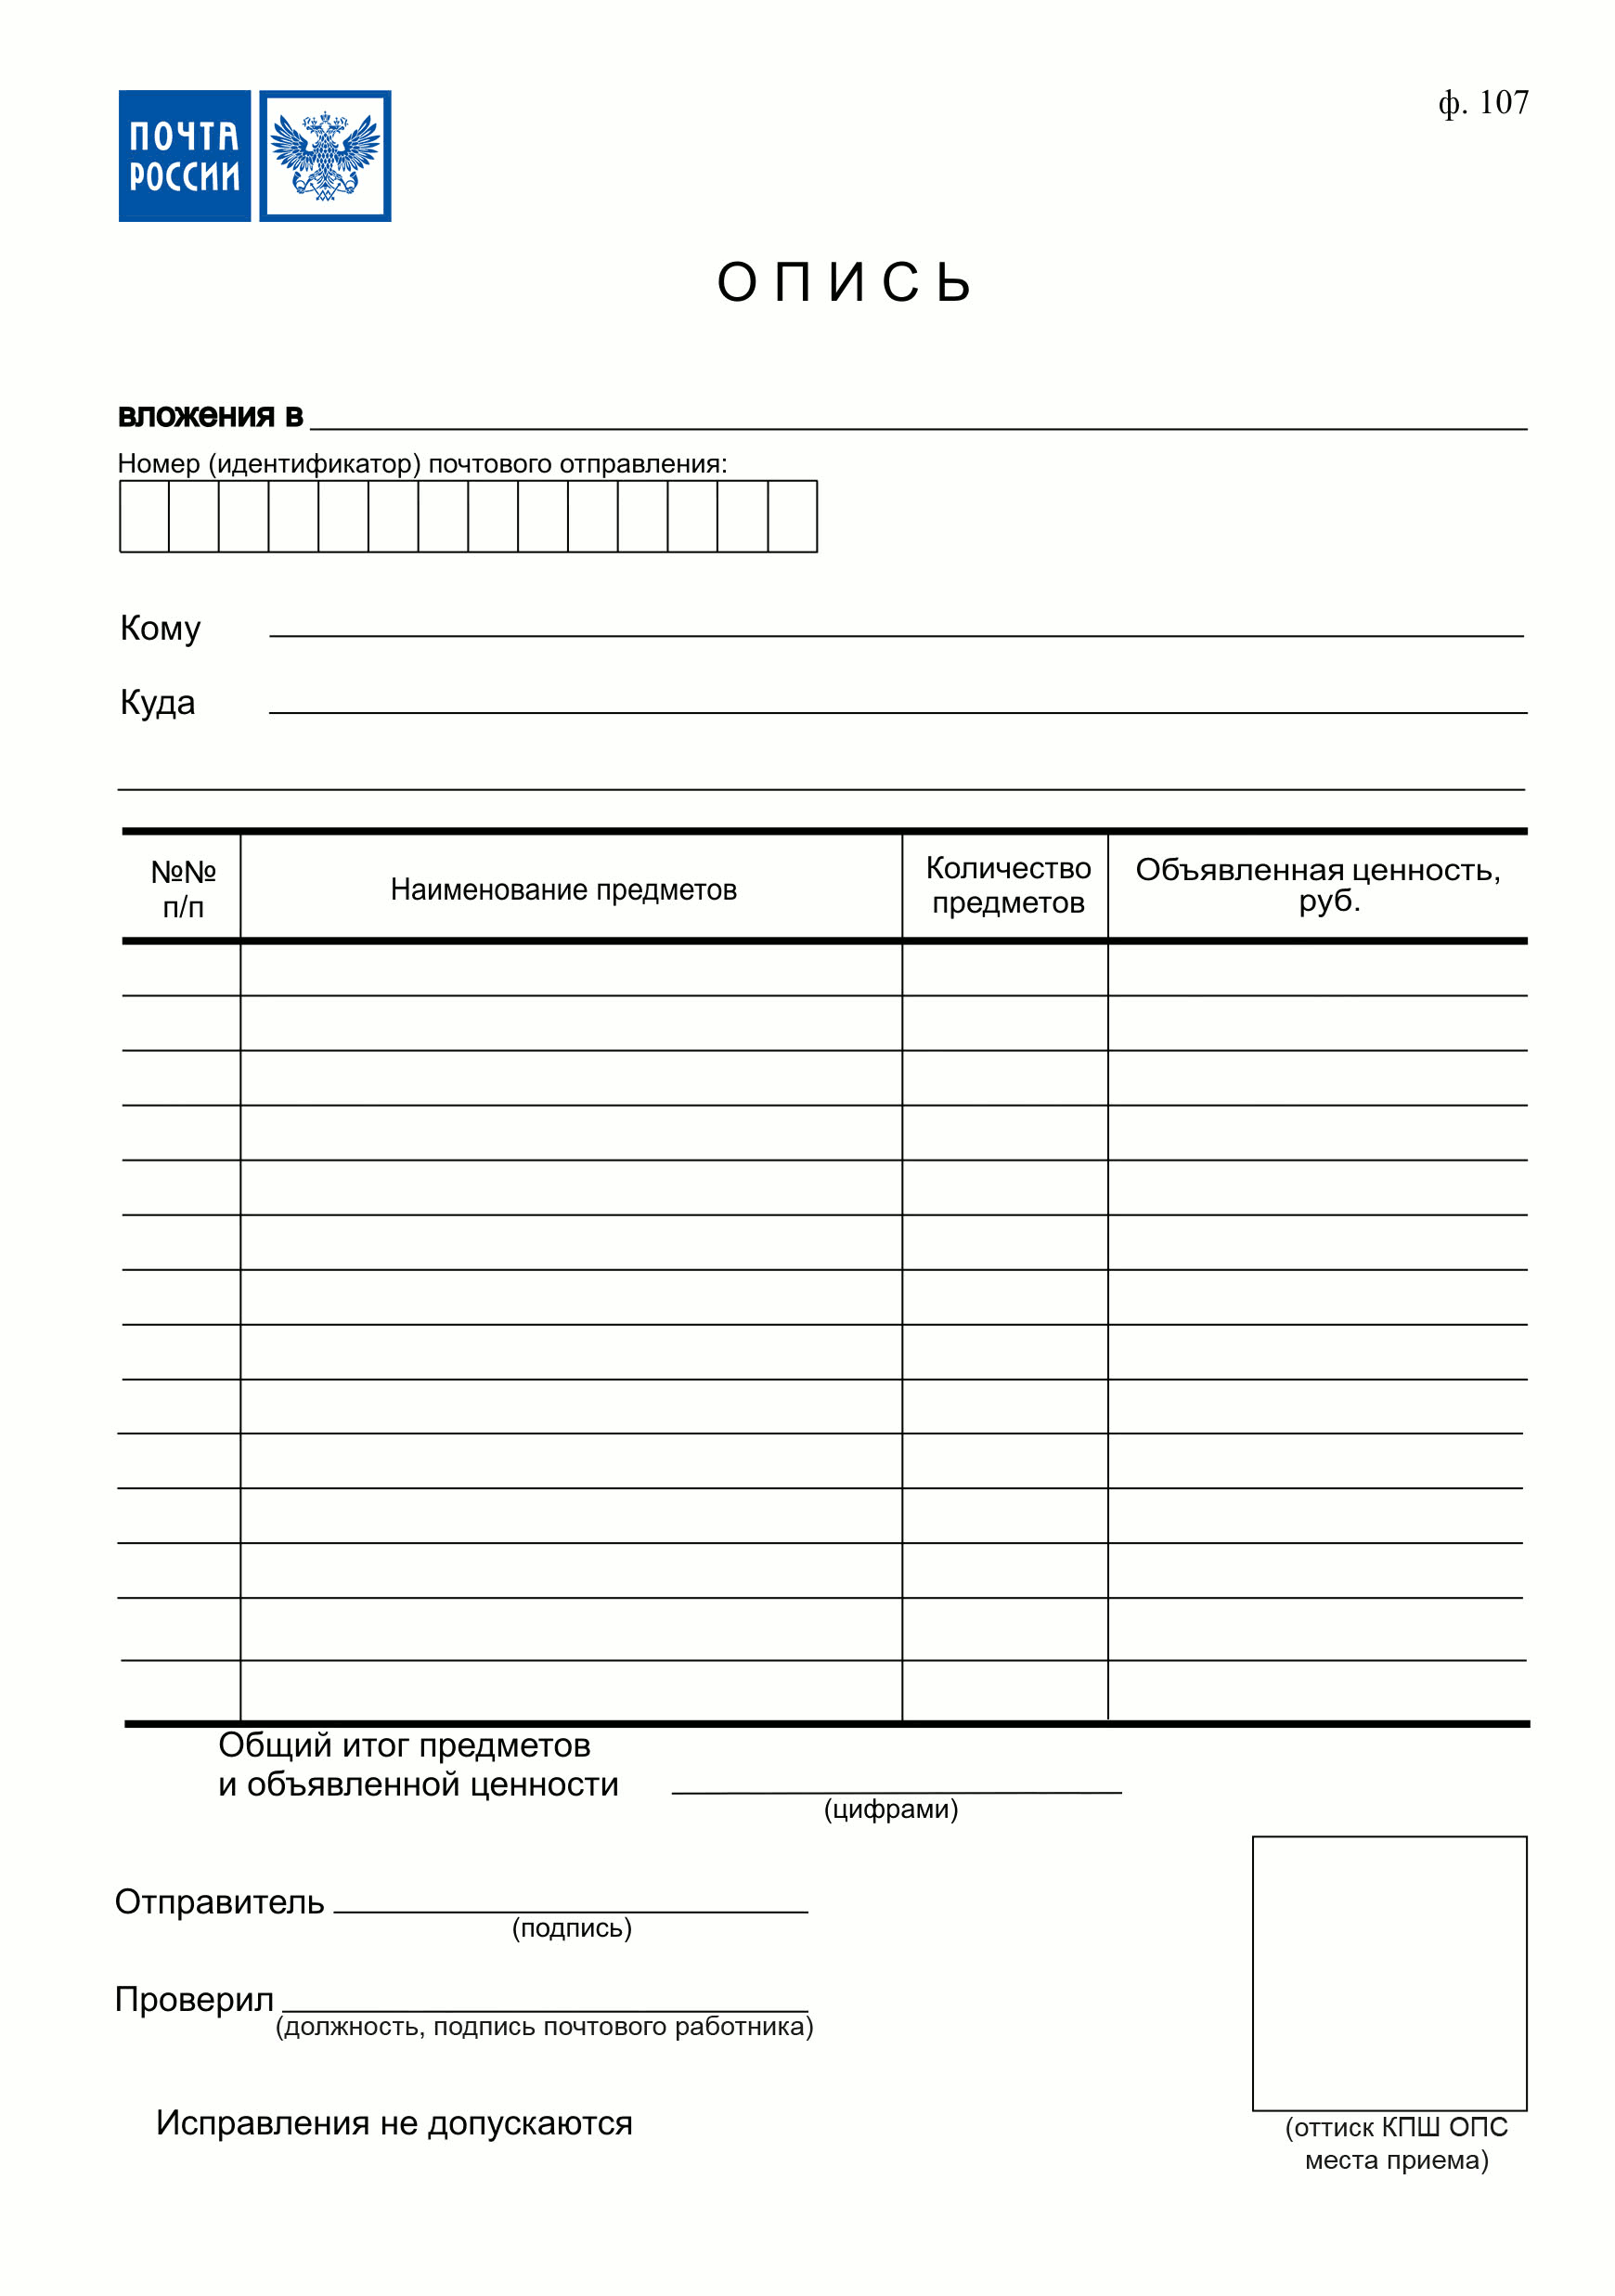 ПОЧТА
РОССИИ
ф. 107
ОПИСЬ
вложения в
Номер (идентификатор) почтового отправления:
Кому
Куда
№№
п/п
Наименование предметов
Количество
предметов
Объявленная ценность,
руб.
Общий итог предметов
и объявленной ценности
(цифрами)
Отправитель
(подпись)
Проверил
(должность, подпись почтового работника)
Исправления не допускаются
(оттиск КПШ ОПС
места приема)